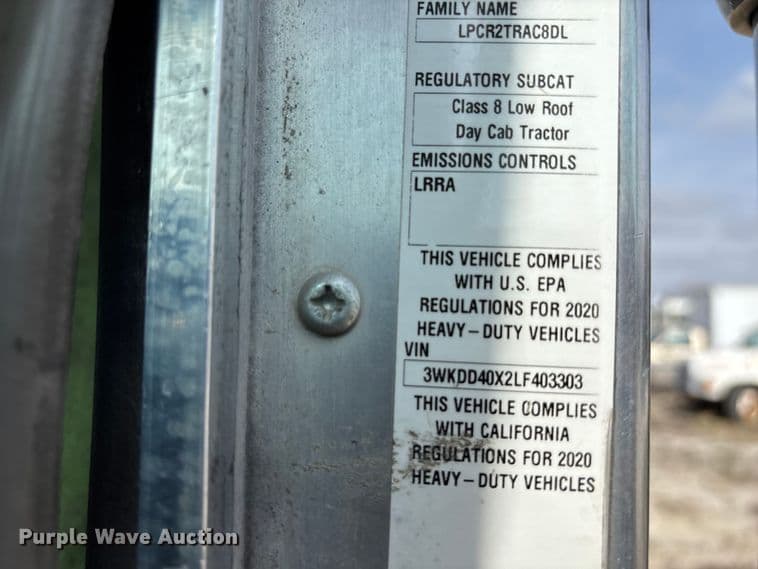 FAMILY NAME
LPCR2TRAC8DL
REGULATORY SUBCAT
Class 8 Low Roof
Day Cab Tractor
EMISSIONS CONTROLS
LRRA
THIS VEHICLE COMPLIES
WITH U.S. EPA
REGULATIONS FOR 2020
HEAVY-DUTY VEHICLES
VIN
3WKDD40X2LF403303
THIS VEHICLE COMPLIES
WITH CALIFORNIA
REGULATIONS FOR 2020
HEAVY-DUTY VEHICLES
Purple Wave Auction